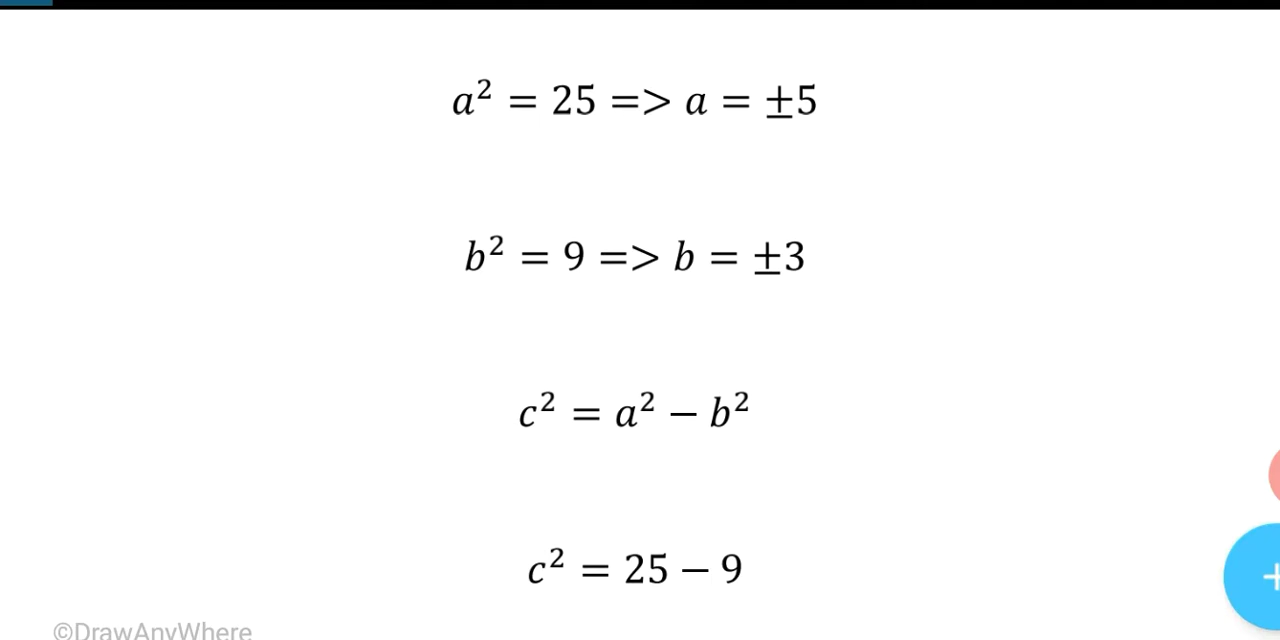 a² = 25 => a = ±5
b² = 9 => b = ±3
c² = a² − b²
c² = 25 − 9
+
©DrawAnyWhere